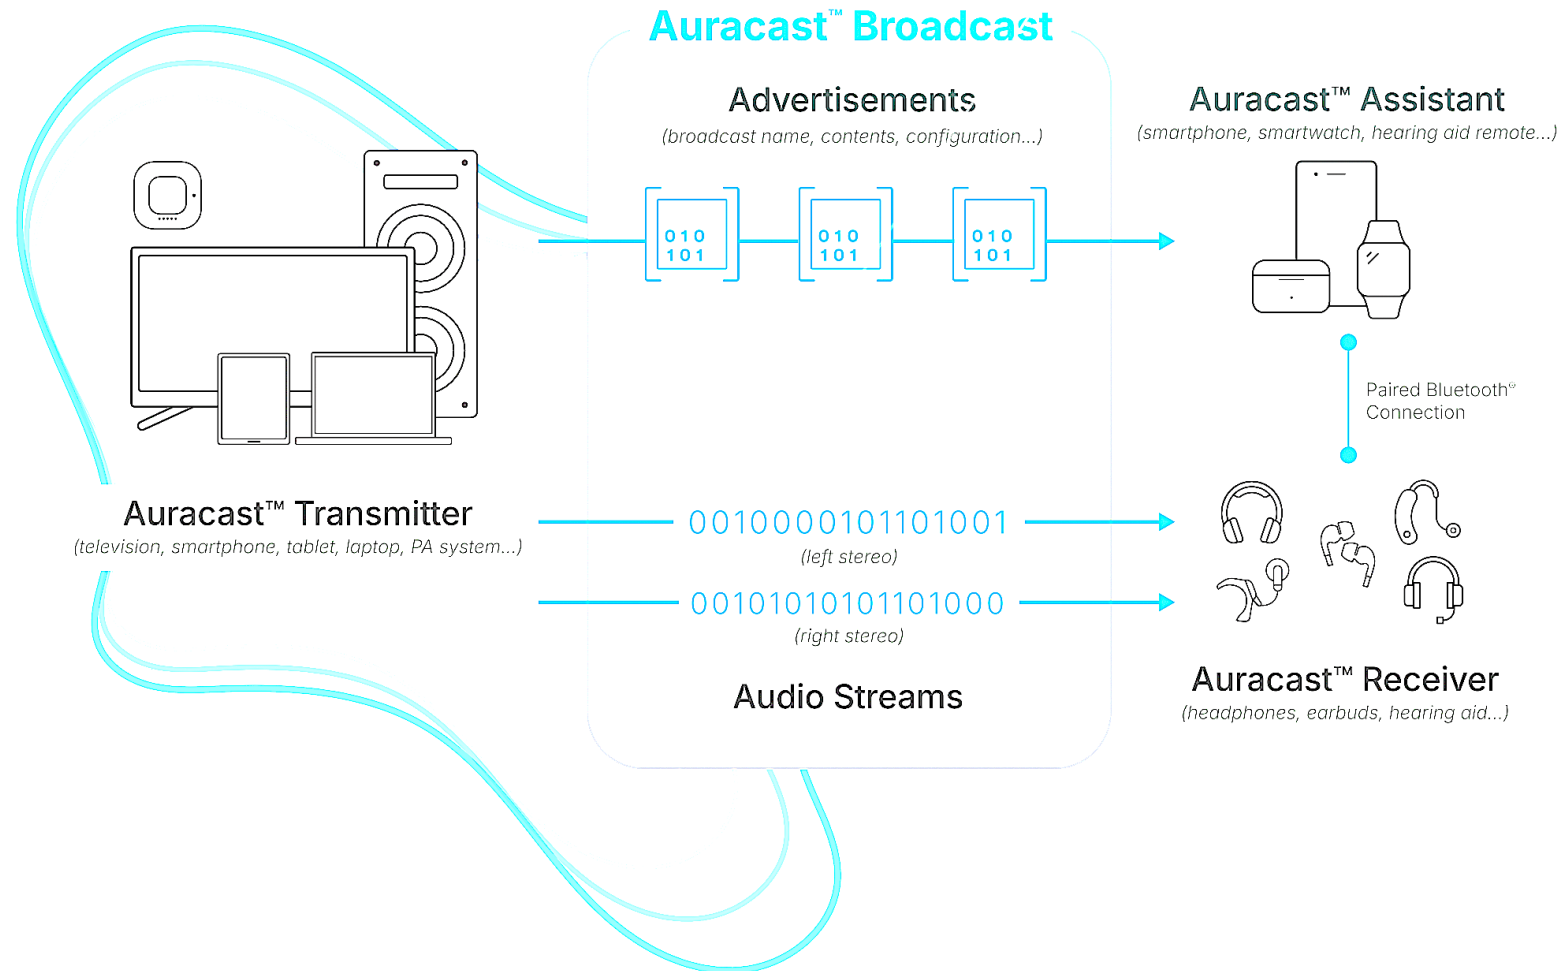 Auracast™ Broadcast
Advertisements
(broadcast name, contents, configuration...)
010
101
010
101
010
101
Auracast™ Assistant
(smartphone, smartwatch, hearing aid remote...)
Paired Bluetooth®
Connection
Auracast™ Transmitter
(television, smartphone, tablet, laptop, PA system...)
0010000101101001
(left stereo)
00101010101101000
(right stereo)
Audio Streams
Auracast™ Receiver
(headphones, earbuds, hearing aid...)